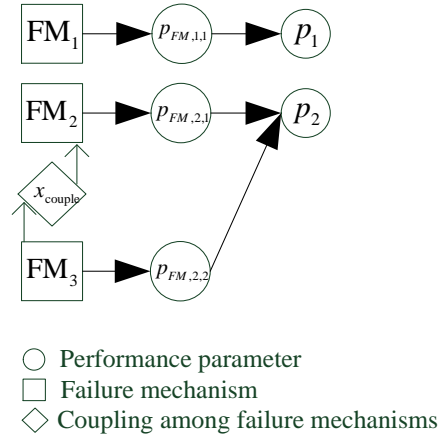 FM₁ p_FM,1,1 p₁
FM₂ p_FM,2,1 p₂
x_couple
FM₃ p_FM,2,2
Performance parameter
Failure mechanism
Coupling among failure mechanisms